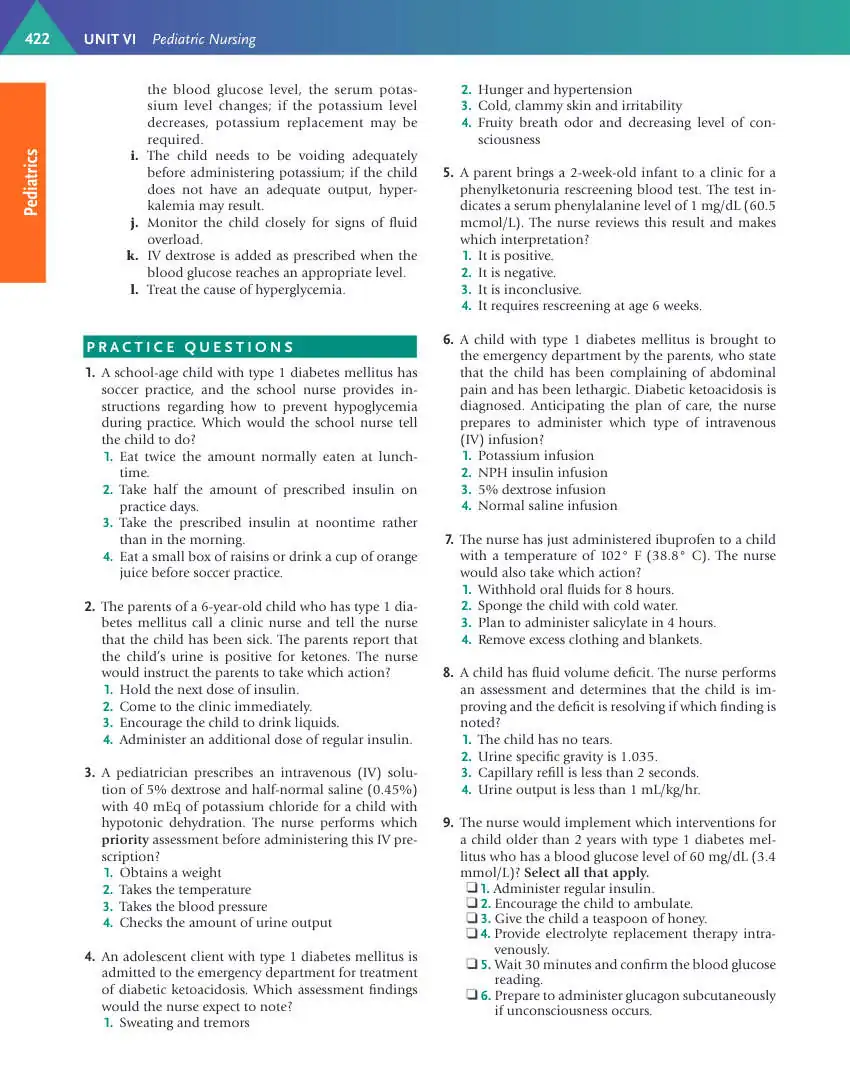 422 UNIT VI Pediatric Nursing
Pediatrics
the blood glucose level, the serum potas-
sium level changes; if the potassium level
decreases, potassium replacement may be
required.
i. The child needs to be voiding adequately
before administering potassium; if the child
does not have an adequate output, hyper-
kalemia may result.
j. Monitor the child closely for signs of fluid
overload.
k. IV dextrose is added as prescribed when the
blood glucose reaches an appropriate level.
l. Treat the cause of hyperglycemia.
PRACTICE QUESTIONS
1. A school-age child with type 1 diabetes mellitus has
soccer practice, and the school nurse provides in-
structions regarding how to prevent hypoglycemia
during practice. Which would the school nurse tell
the child to do?
1. Eat twice the amount normally eaten at lunch-
time.
2. Take half the amount of prescribed insulin on
practice days.
3. Take the prescribed insulin at noontime rather
than in the morning.
4. Eat a small box of raisins or drink a cup of orange
juice before soccer practice.
2. The parents of a 6-year-old child who has type 1 dia-
betes mellitus call a clinic nurse and tell the nurse
that the child has been sick. The parents report that
the child's urine is positive for ketones. The nurse
would instruct the parents to take which action?
1. Hold the next dose of insulin.
2. Come to the clinic immediately.
3. Encourage the child to drink liquids.
4. Administer an additional dose of regular insulin.
3. A pediatrician prescribes an intravenous (IV) solu-
tion of 5% dextrose and half-normal saline (0.45%)
with 40 mEq of potassium chloride for a child with
hypotonic dehydration. The nurse performs which
priority assessment before administering this IV pre-
scription?
1. Obtains a weight
2. Takes the temperature
3. Takes the blood pressure
4. Checks the amount of urine output
4. An adolescent client with type 1 diabetes mellitus is
admitted to the emergency department for treatment
of diabetic ketoacidosis. Which assessment findings
would the nurse expect to note?
1. Sweating and tremors
2. Hunger and hypertension
3. Cold, clammy skin and irritability
4. Fruity breath odor and decreasing level of con-
sciousness
5. A parent brings a 2-week-old infant to a clinic for a
phenylketonuria rescreening blood test. The test in-
dicates a serum phenylalanine level of 1 mg/dL (60.5
mcmol/L). The nurse reviews this result and makes
which interpretation?
1. It is positive.
2. It is negative.
3. It is inconclusive.
4. It requires rescreening at age 6 weeks.
6. A child with type 1 diabetes mellitus is brought to
the emergency department by the parents, who state
that the child has been complaining of abdominal
pain and has been lethargic. Diabetic ketoacidosis is
diagnosed. Anticipating the plan of care, the nurse
prepares to administer which type of intravenous
(IV) infusion?
1. Potassium infusion
2. NPH insulin infusion
3. 5% dextrose infusion
4. Normal saline infusion
7. The nurse has just administered ibuprofen to a child
with a temperature of 102° F (38.8° C). The nurse
would also take which action?
1. Withhold oral fluids for 8 hours.
2. Sponge the child with cold water.
3. Plan to administer salicylate in 4 hours.
4. Remove excess clothing and blankets.
8. A child has fluid volume deficit. The nurse performs
an assessment and determines that the child is im-
proving and the deficit is resolving if which finding is
noted?
1. The child has no tears.
2. Urine specific gravity is 1.035.
3. Capillary refill is less than 2 seconds.
4. Urine output is less than 1 mL/kg/hr.
9. The nurse would implement which interventions for
a child older than 2 years with type 1 diabetes mel-
litus who has a blood glucose level of 60 mg/dL (3.4
mmol/L)? Select all that apply.
❑ 1. Administer regular insulin.
❑ 2. Encourage the child to ambulate.
❑ 3. Give the child a teaspoon of honey.
❑ 4. Provide electrolyte replacement therapy intra-
venously.
❑ 5. Wait 30 minutes and confirm the blood glucose
reading.
❑ 6. Prepare to administer glucagon subcutaneously
if unconsciousness occurs.